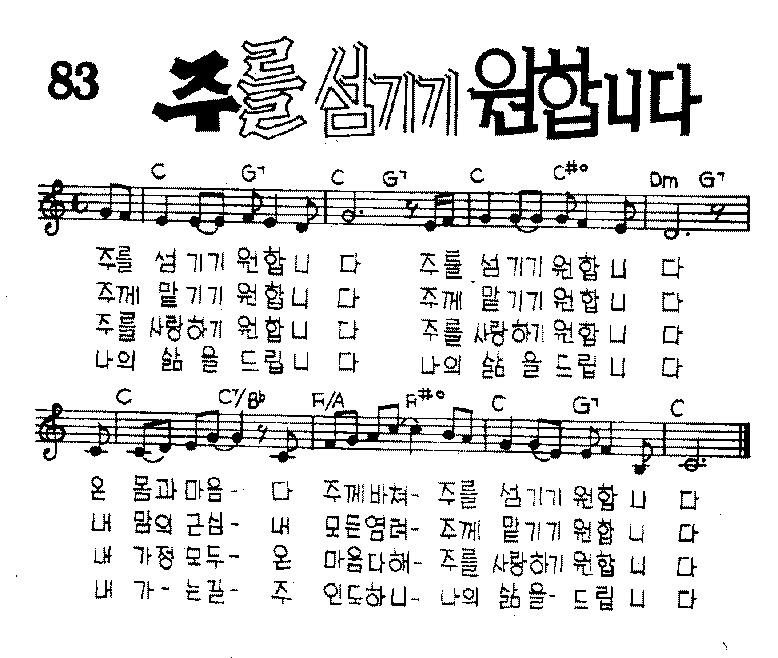 83 주를 섬기기 원합니다
C G7 C G7 C C#° Dm G7
주를 섬기기 원합니다 주를 섬기기 원합니다
주께 맡기기 원합니다 주께 맡기기 원합니다
주를 사랑하기 원합니다 주를 사랑하기 원합니다
나의 삶을 드립니다 나의 삶을 드립니다
C C7/B♭ F/A F#° C G7 C
온 몸과 마음- 다 주께바쳐- 주를 섬기기 원합니다
내 맘의 근심- 내 모든염려- 주께 맡기기 원합니다
내 가정 모두- 온 마음다해- 주를 사랑하기 원합니다
내 가-는길- 주 인도하니- 나의 삶을- 드립니다